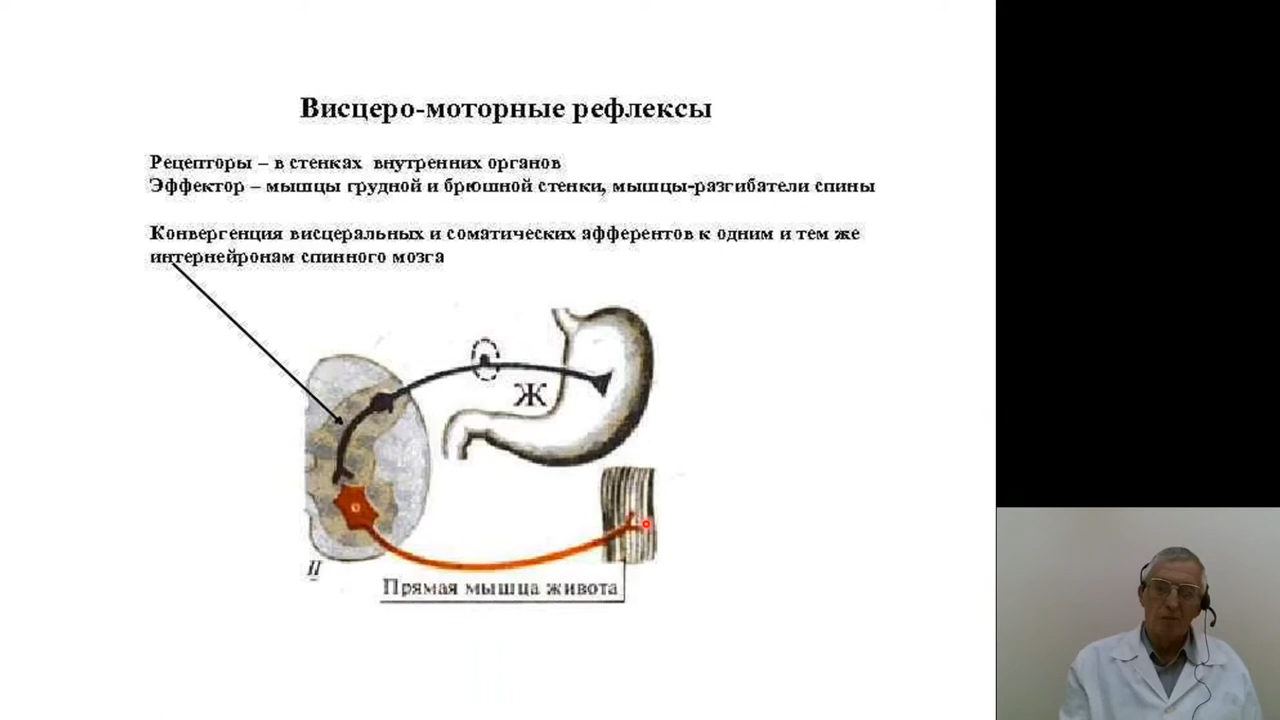 Висцеро-моторные рефлексы
Рецепторы – в стенках внутренних органов
Эффектор – мышцы грудной и брюшной стенки, мышцы-разгибатели спины
Конвергенция висцеральных и соматических афферентов к одним и тем же
интернейронам спинного мозга
Ж
II
Прямая мышца живота